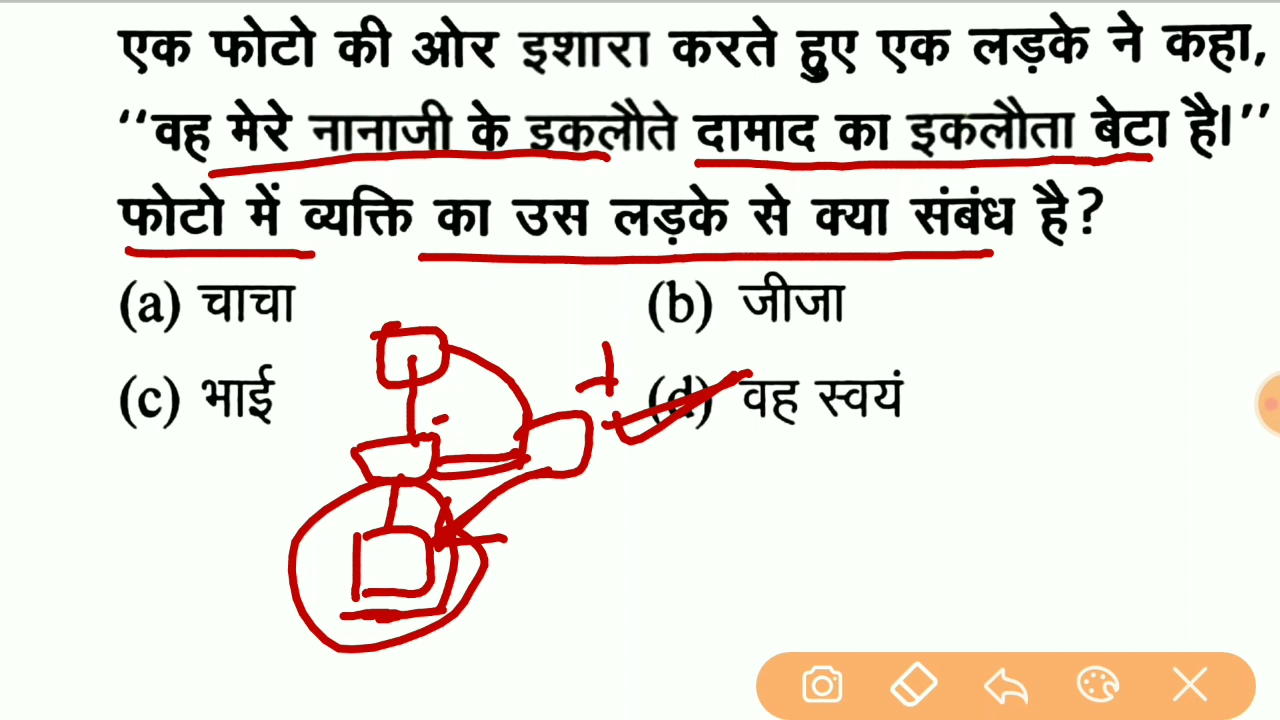 एक फोटो की ओर इशारा करते हुए एक लड़के ने कहा,
“वह मेरे नानाजी के इकलौते दामाद का इकलौता बेटा है।”
फोटो में व्यक्ति का उस लड़के से क्या संबंध है?
(a) चाचा (b) जीजा
(c) भाई (d) वह स्वयं